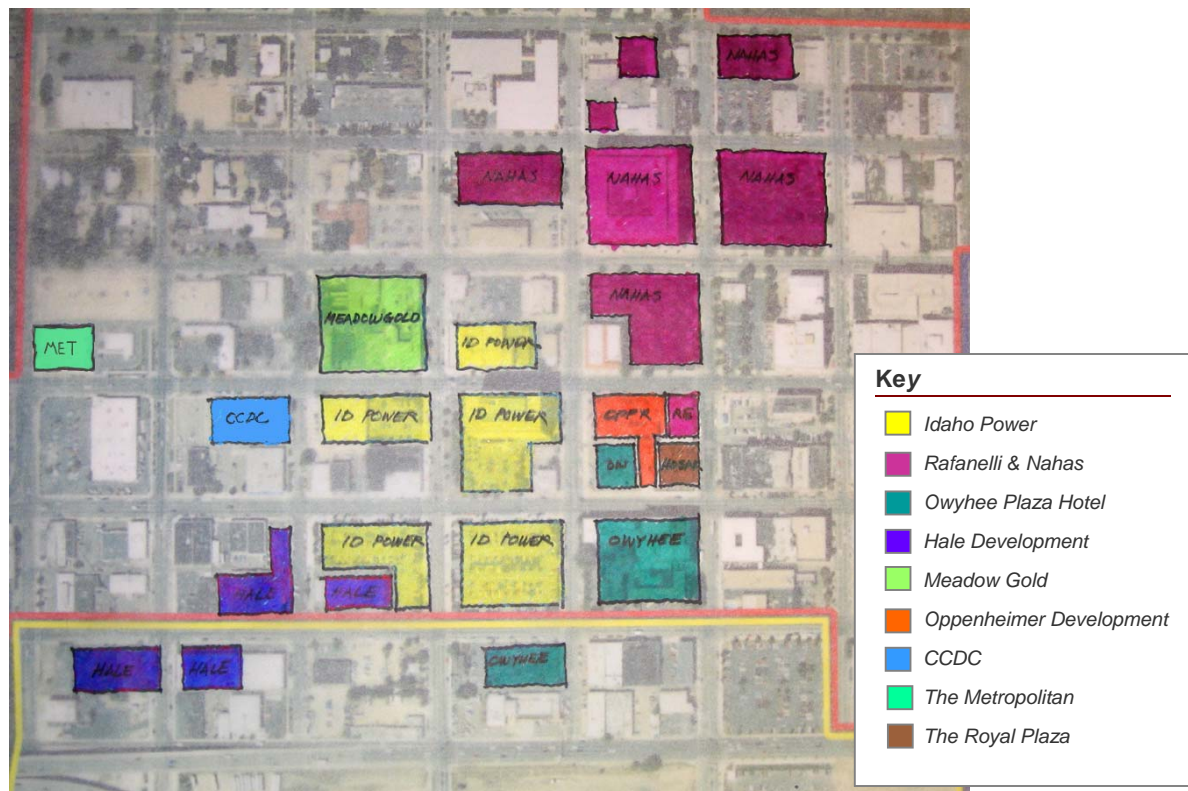 NAHAS
NAHAS
NAHAS
NAHAS
NAHAS
MEADOWGOLD
ID POWER
MET
CCDC
ID POWER
ID POWER
OPPR
OW
ID POWER
ID POWER
OWYHEE
HALE
HALE
HALE
HALE
OWYHEE
Key
Idaho Power
Rafanelli & Nahas
Owyhee Plaza Hotel
Hale Development
Meadow Gold
Oppenheimer Development
CCDC
The Metropolitan
The Royal Plaza